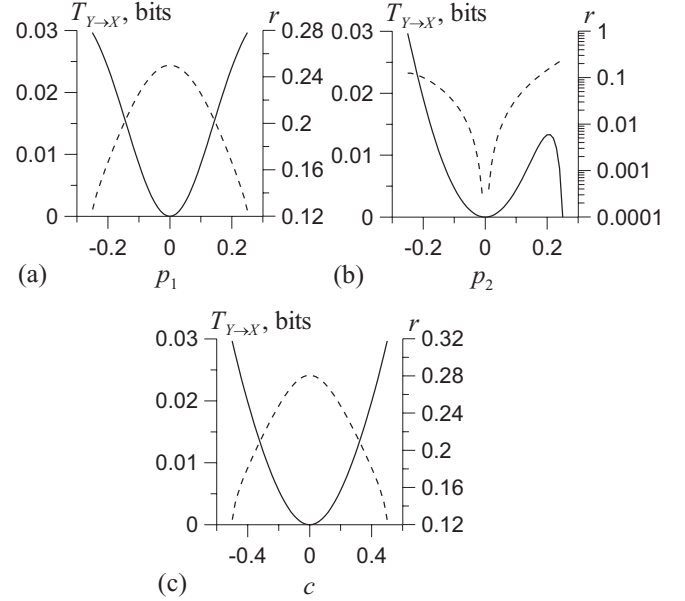 T_{Y→X}, bits r
0.03 0.28
0.02 0.24
0.2
0.01 0.16
0 0.12
-0.2 0 0.2
(a) p_1
T_{Y→X}, bits r
0.03 1
0.1
0.02
0.01
0.01 0.001
0 0.0001
-0.2 0 0.2
(b) p_2
T_{Y→X}, bits r
0.03 0.32
0.28
0.02 0.24
0.01 0.2
0.16
0 0.12
-0.4 0 0.4
(c) c